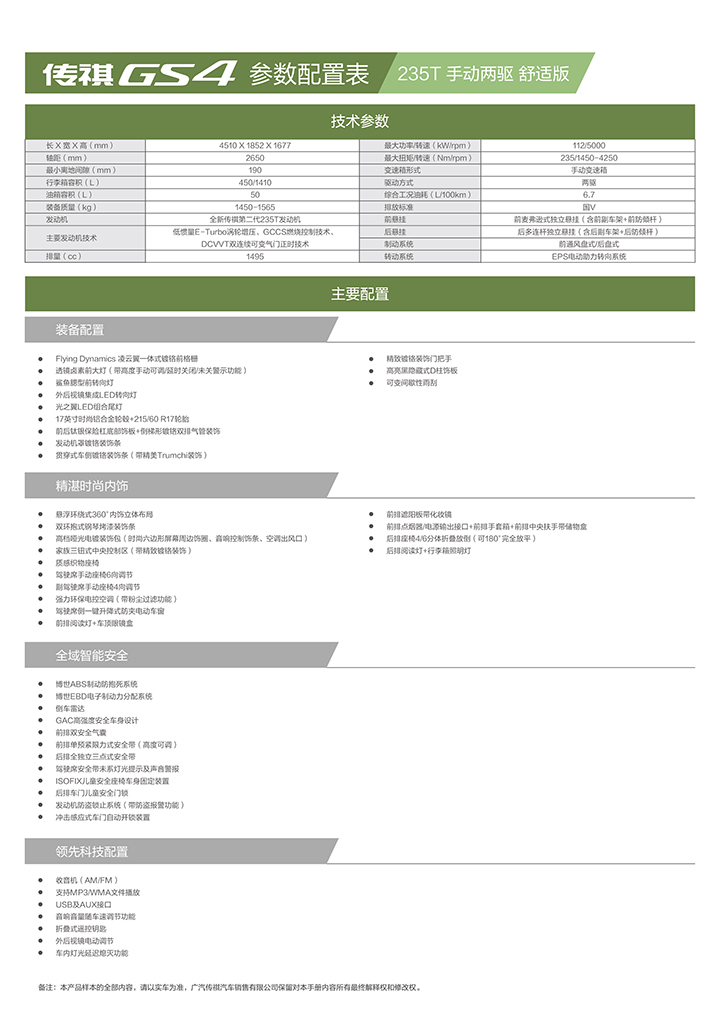 传祺 GS4 参数配置表 235T 手动两驱 舒适版
技术参数
长 X 宽 X 高（mm） 4510 X 1852 X 1677 最大功率/转速（kW/rpm） 112/5000
轴距（mm） 2650 最大扭矩/转速（Nm/rpm） 235/1450-4250
最小离地间隙（mm） 190 变速箱形式 手动变速箱
行李箱容积（L） 450/1410 驱动方式 两驱
油箱容积（L） 50 综合工况油耗（L/100km） 6.7
装备质量（kg） 1450-1565 排放标准 国V
发动机 全新传祺第二代235T发动机 前悬挂 前麦弗逊式独立悬挂（含前副车架+前防倾杆）
主要发动机技术 低惯量E-Turbo涡轮增压、GCCS燃烧控制技术、 后悬挂 后多连杆独立悬挂（含后副车架+后防倾杆）
DCVVT双连续可变气门正时技术 制动系统 前通风盘式/后盘式
排量（cc） 1495 转动系统 EPS电动助力转向系统
主要配置
装备配置
Flying Dynamics 凌云翼一体式镀铬前格栅
透镜卤素前大灯（带高度手动可调/延时关闭/未关警示功能）
鲨鱼腮型前转向灯
外后视镜集成LED转向灯
光之翼LED组合尾灯
17英寸时尚铝合金轮毂+215/60 R17轮胎
前后钛银保险杠底部饰板+倒梯形镀铬双排气管装饰
发动机罩镀铬装饰条
贯穿式车侧镀铬装饰条（带精美Trumchi装饰）
精致镀铬装饰门把手
高亮黑隐藏式D柱饰板
可变间歇性雨刮
精湛时尚内饰
悬浮环绕式360°内饰立体布局
双环抱式钢琴烤漆装饰条
高档哑光电镀装饰包（时尚六边形屏幕周边饰圈、音响控制饰条、空调出风口）
家族三钮式中央控制区（带精致镀铬装饰）
质感织物座椅
驾驶席手动座椅6向调节
副驾驶席手动座椅4向调节
强力环保电控空调（带粉尘过滤功能）
驾驶席侧一键升降式防夹电动车窗
前排阅读灯+车顶眼镜盒
前排遮阳板带化妆镜
前排点烟器/电源输出接口+前排手套箱+前排中央扶手带储物盒
后排座椅4/6分体折叠放倒（可180°完全放平）
后排阅读灯+行李箱照明灯
全域智能安全
博世ABS制动防抱死系统
博世EBD电子制动力分配系统
倒车雷达
GAC高强度安全车身设计
前排双安全气囊
前排单预紧限力式安全带（高度可调）
后排全独立三点式安全带
驾驶席安全带未系灯光提示及声音警报
ISOFIX儿童安全座椅车身固定装置
后排车门儿童安全门锁
发动机防盗锁止系统（带防盗报警功能）
冲击感应式车门自动开锁装置
领先科技配置
收音机（AM/FM）
支持MP3/WMA文件播放
USB及AUX接口
音响音量随车速调节功能
折叠式遥控钥匙
外后视镜电动调节
车内灯光延迟熄灭功能
备注：本产品样本的全部内容，请以实车为准，广汽传祺汽车销售有限公司保留对本手册内容所有最终解释权和修改权。